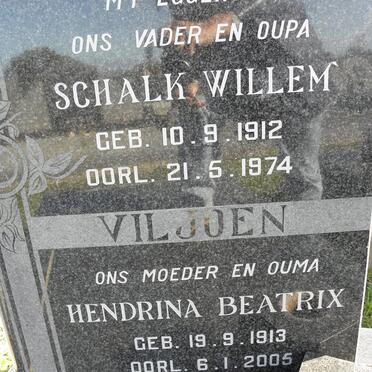 ONS VADER EN OUPA
SCHALK WILLEM
GEB. 10.9.1912
OORL. 21.5.1974
VILJOEN
ONS MOEDER EN OUMA
HENDRINA BEATRIX
GEB. 19.9.1913
OORL. 6.1.2005